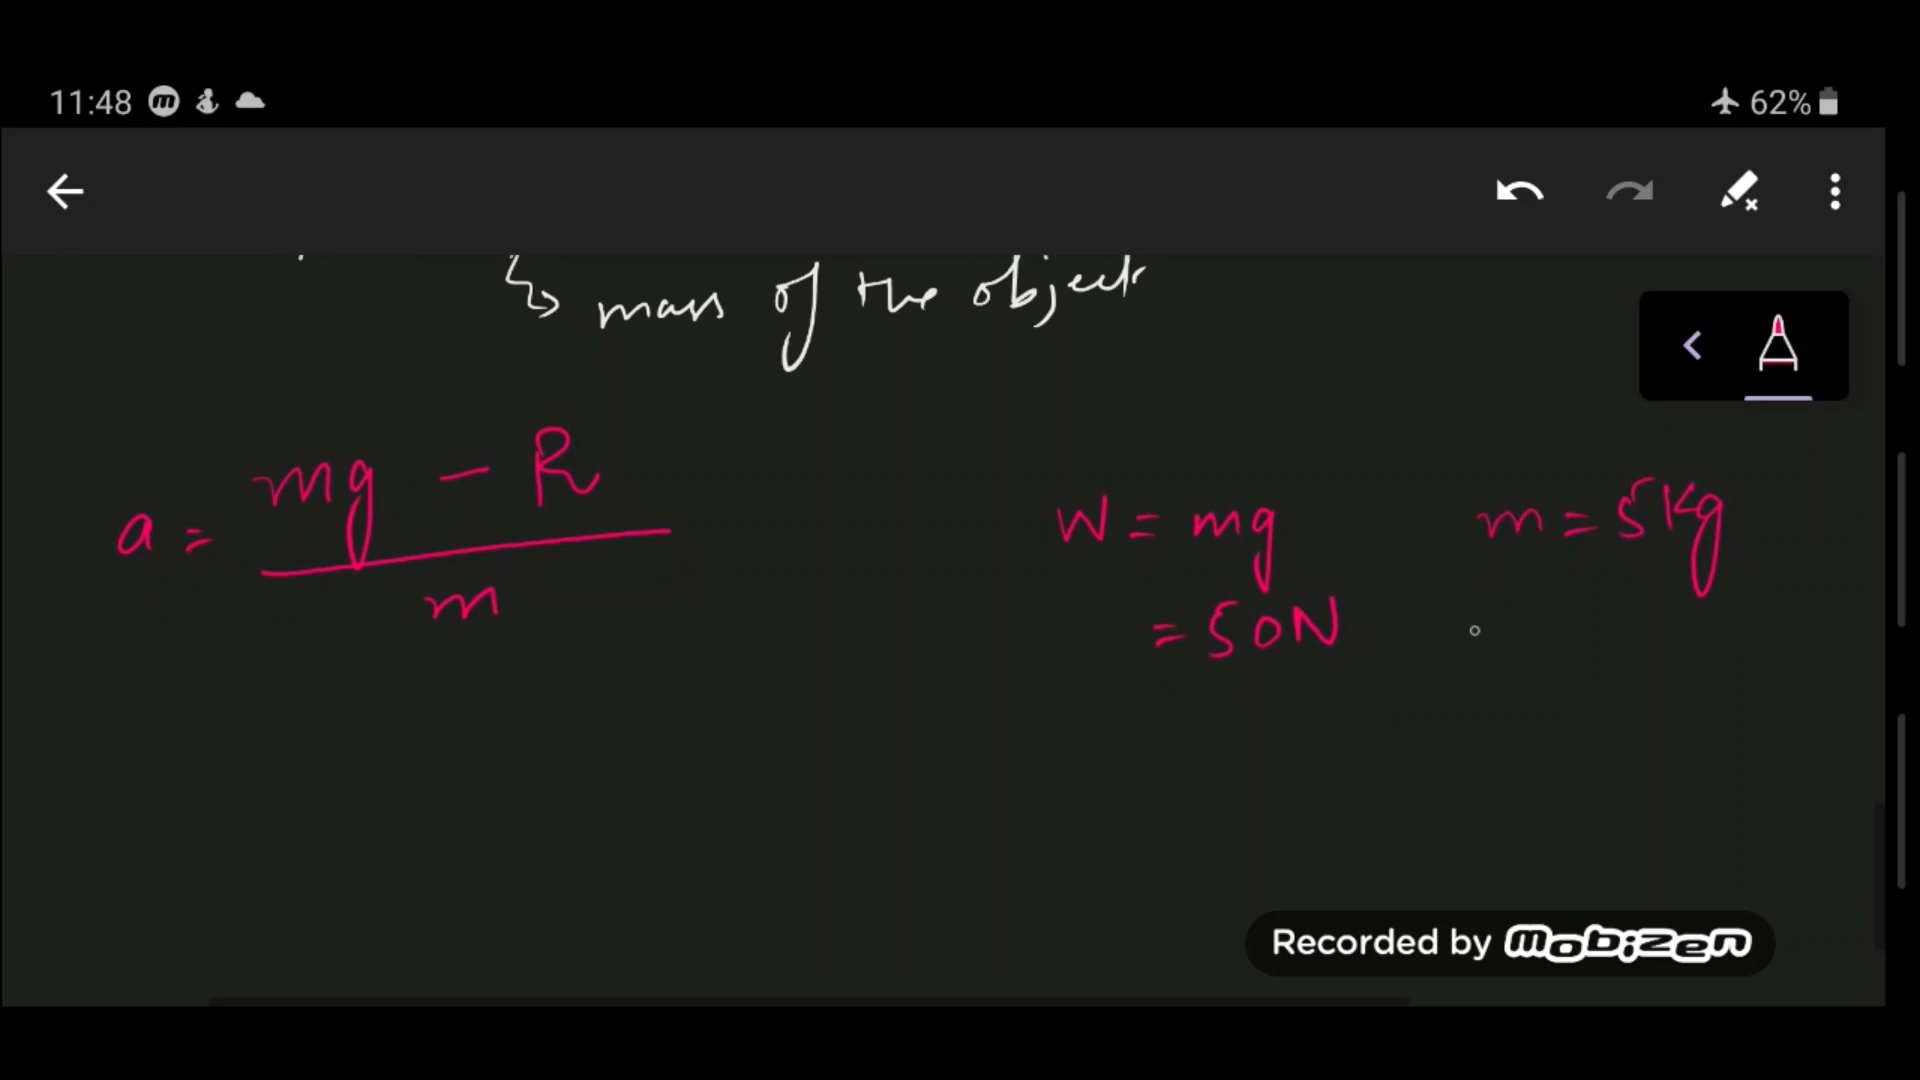 11:48 62%
mass of the object
a = mg - R / m
W = mg m = 5Kg
= 50N
Recorded by mobizen